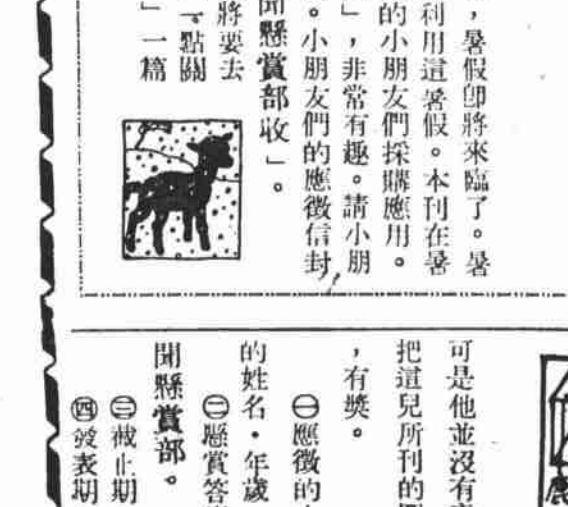 ，暑假即將來臨了。暑
利用這暑假。本刊在暑
的小朋友們採購應用。
」，非常有趣。請小朋
。小朋友們的應徵信封
聞懸賞部收」。
將要去
點關
」一篇
可是他並沒有
把這兒所刊的
，有獎。
㊀應徵的
的姓名・年歲
㊁懸賞答
聞懸賞部。
㊂截止期
㊃發表期